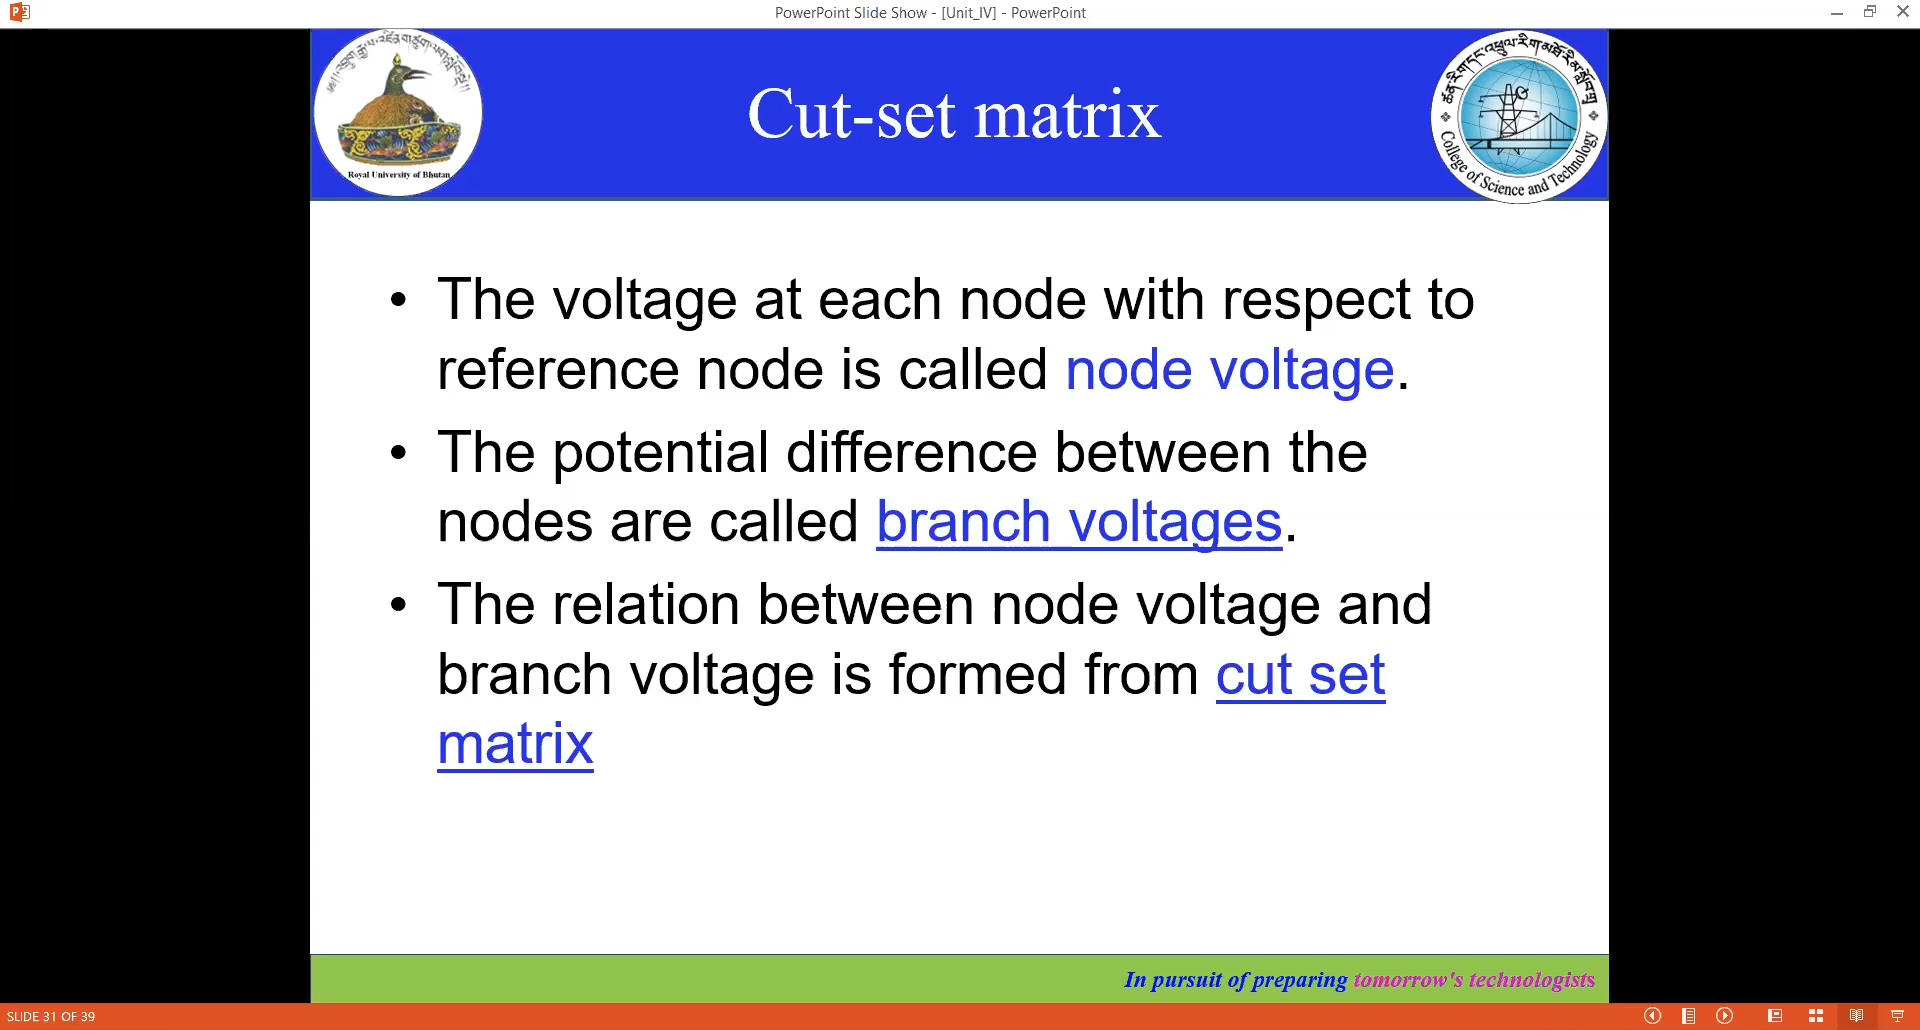 PowerPoint Slide Show - [Unit_IV] - PowerPoint
Royal University of Bhutan
Cut-set matrix
College of Science and Technology
• The voltage at each node with respect to
reference node is called node voltage.
• The potential difference between the
nodes are called branch voltages.
• The relation between node voltage and
branch voltage is formed from cut set
matrix
In pursuit of preparing tomorrow's technologists
SLIDE 31 OF 39